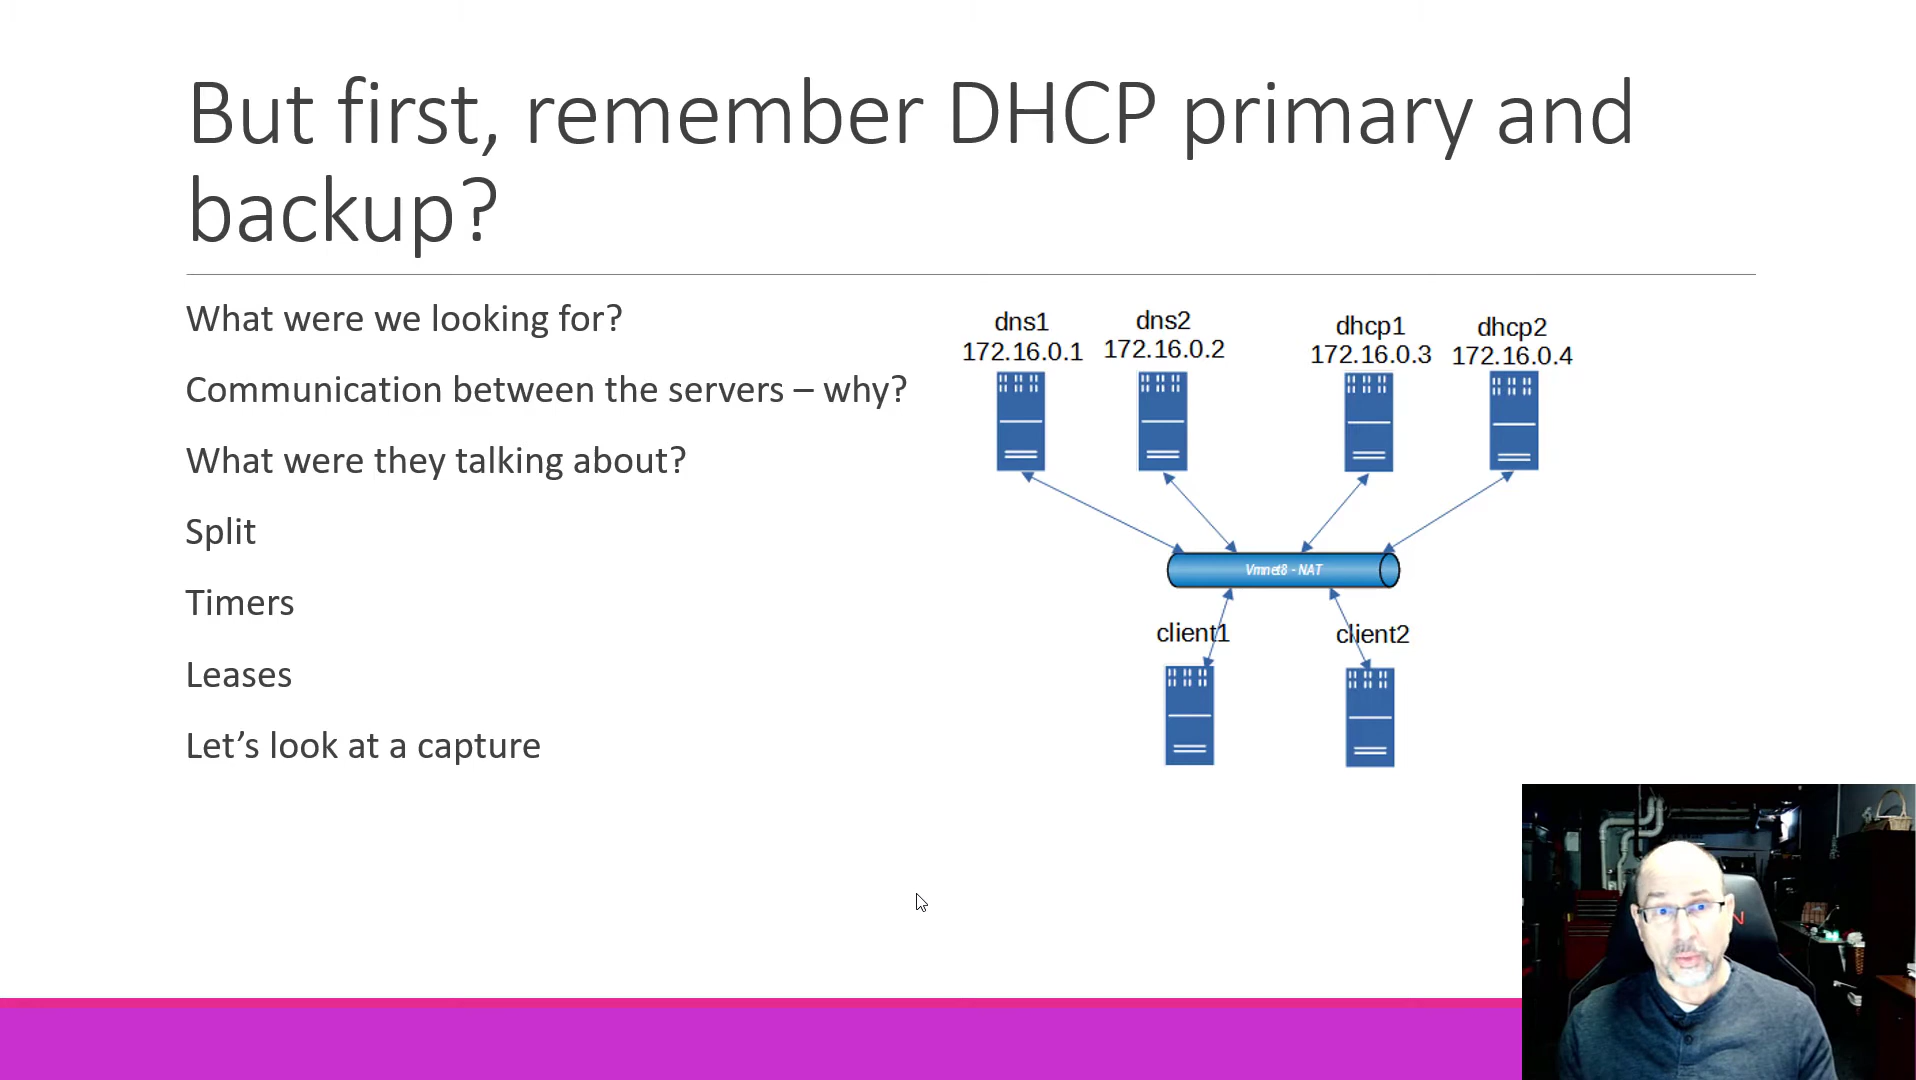 But first, remember DHCP primary and
backup?
What were we looking for?
Communication between the servers – why?
What were they talking about?
Split
Timers
Leases
Let’s look at a capture
dns1
172.16.0.1
dns2
172.16.0.2
dhcp1
172.16.0.3
dhcp2
172.16.0.4
Vmnet8 - NAT
client1
client2
N